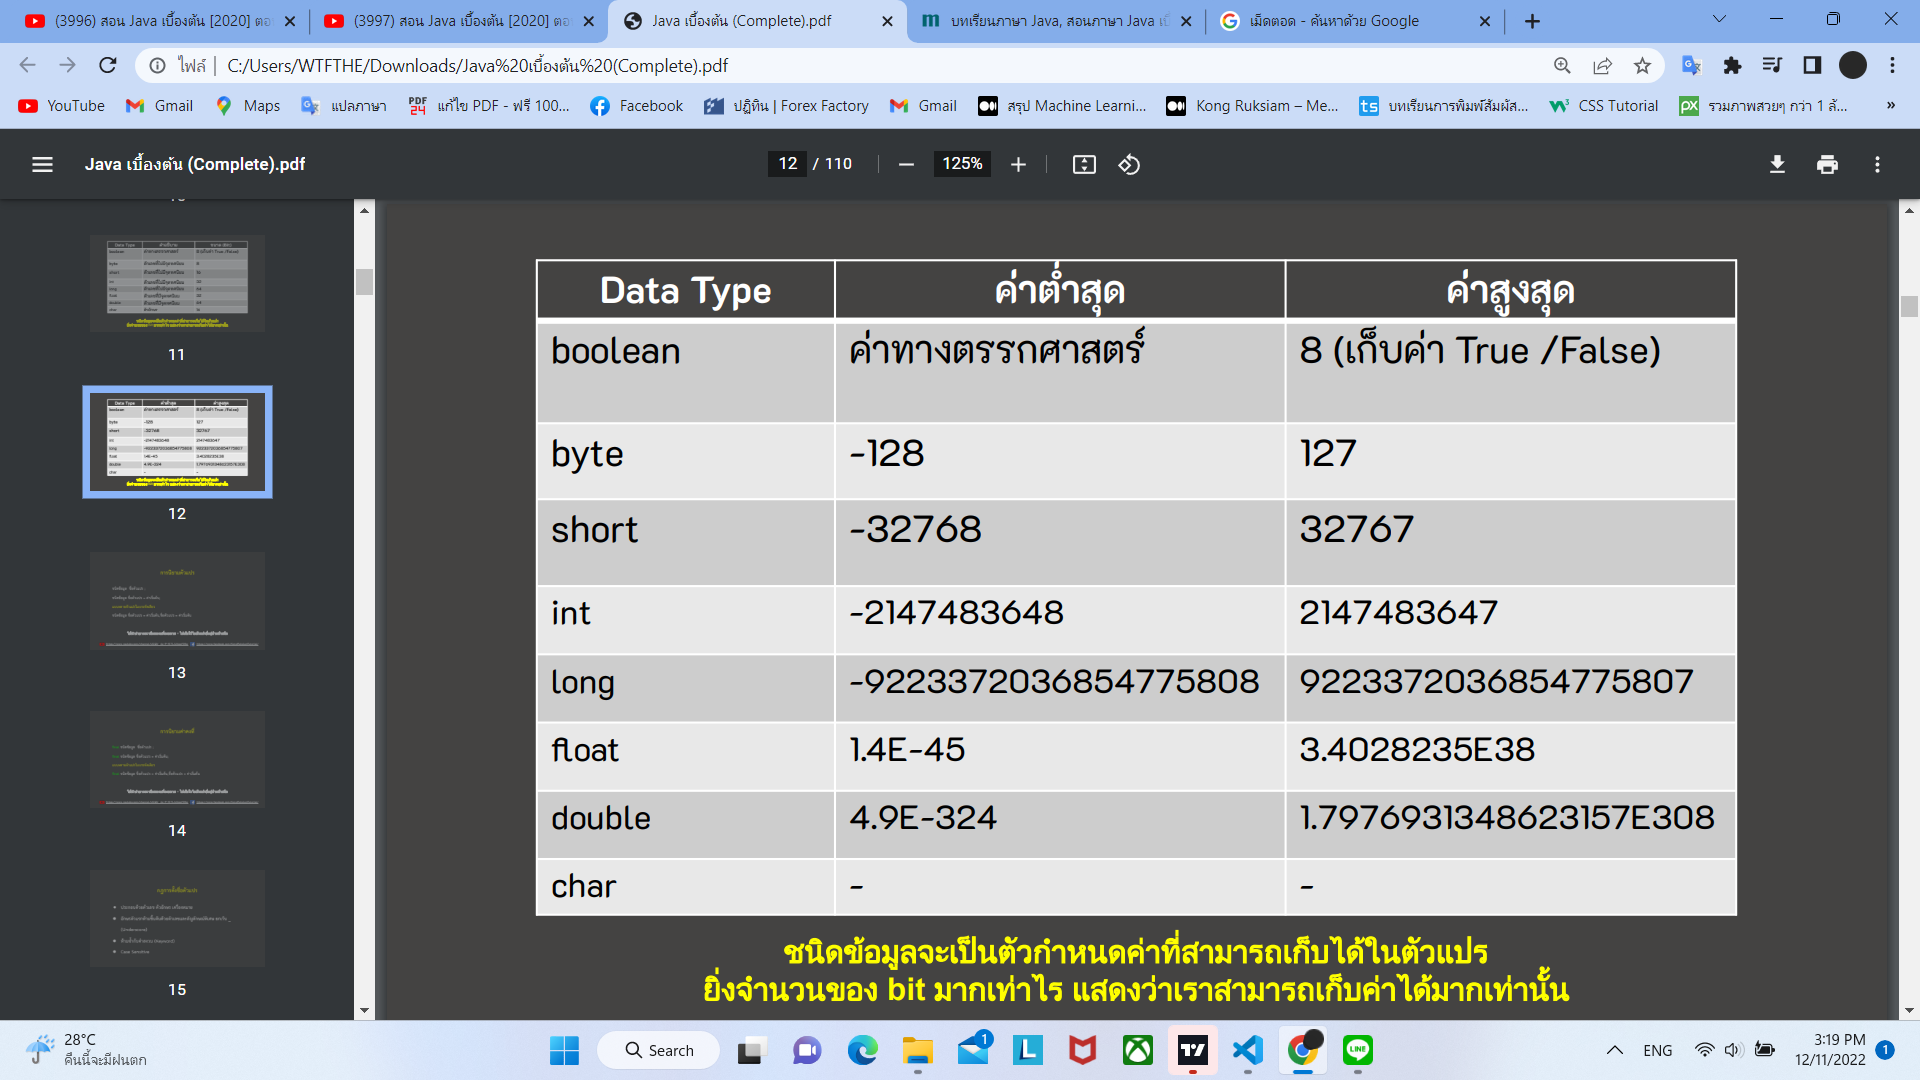 (3996) สอน Java เบื้องต้น [2020] ตอ
(3997) สอน Java เบื้องต้น [2020] ตอ
Java เบื้องต้น (Complete).pdf
บทเรียนภาษา Java, สอนภาษา Java เบื
เม็ดตอด - ค้นหาด้วย Google
ไฟล์ | C:/Users/WTFTHE/Downloads/Java%20เบื้องต้น%20(Complete).pdf
YouTube Gmail Maps แปลภาษา แก้ไข PDF - ฟรี 100... Facebook ปฏิทิน | Forex Factory Gmail สรุป Machine Learni... Kong Ruksiam – Me... บทเรียนการพิมพ์สัมผัส... CSS Tutorial รวมภาพสวยๆ กว่า 1 ล้... »
Java เบื้องต้น (Complete).pdf 12 / 110 125%
11
12
13
14
15
Data Type ค่าต่ำสุด ค่าสูงสุด
boolean ค่าทางตรรกศาสตร์ 8 (เก็บค่า True /False)
byte -128 127
short -32768 32767
int -2147483648 2147483647
long -9223372036854775808 9223372036854775807
float 1.4E-45 3.4028235E38
double 4.9E-324 1.7976931348623157E308
char - -
ชนิดข้อมูลจะเป็นตัวกำหนดค่าที่สามารถเก็บได้ในตัวแปร
ยิ่งจำนวนของ bit มากเท่าไร แสดงว่าเราสามารถเก็บค่าได้มากเท่านั้น
28°C
คืนนี้จะมีฝนตก
Search
1
ENG
3:19 PM
12/11/2022
1